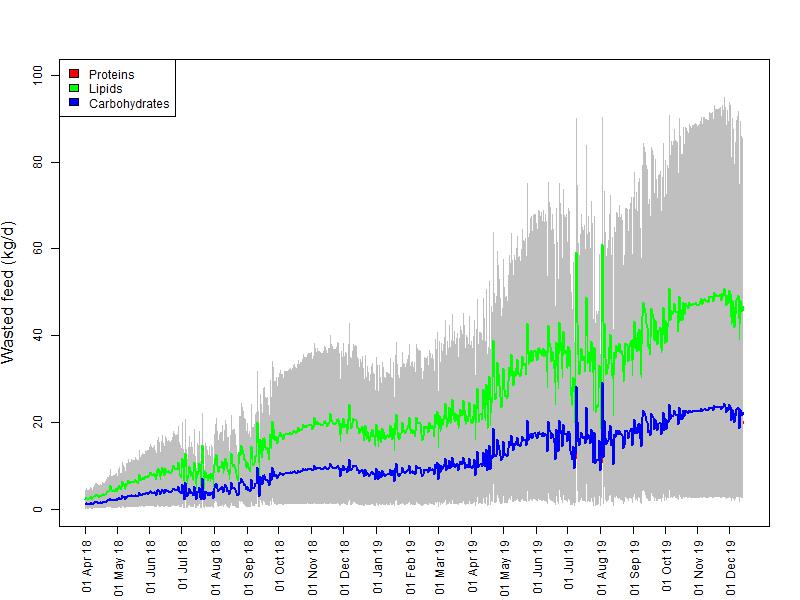 Proteins
Lipids
Carbohydrates
Wasted feed (kg/d)
100
80
60
40
20
0
01 Apr 18
01 May 18
01 Jun 18
01 Jul 18
01 Aug 18
01 Sep 18
01 Oct 18
01 Nov 18
01 Dec 18
01 Jan 19
01 Feb 19
01 Mar 19
01 Apr 19
01 May 19
01 Jun 19
01 Jul 19
01 Aug 19
01 Sep 19
01 Oct 19
01 Nov 19
01 Dec 19